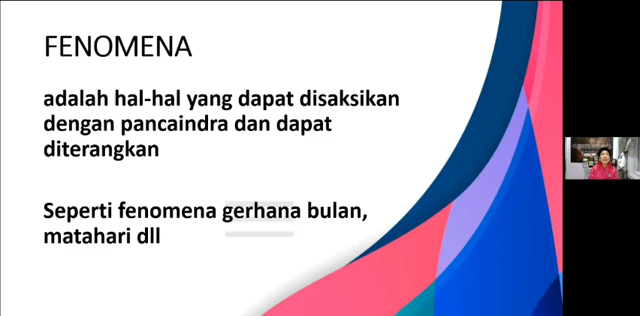 FENOMENA
adalah hal-hal yang dapat disaksikan
dengan pancaindra dan dapat
diterangkan
Seperti fenomena gerhana bulan,
matahari dll